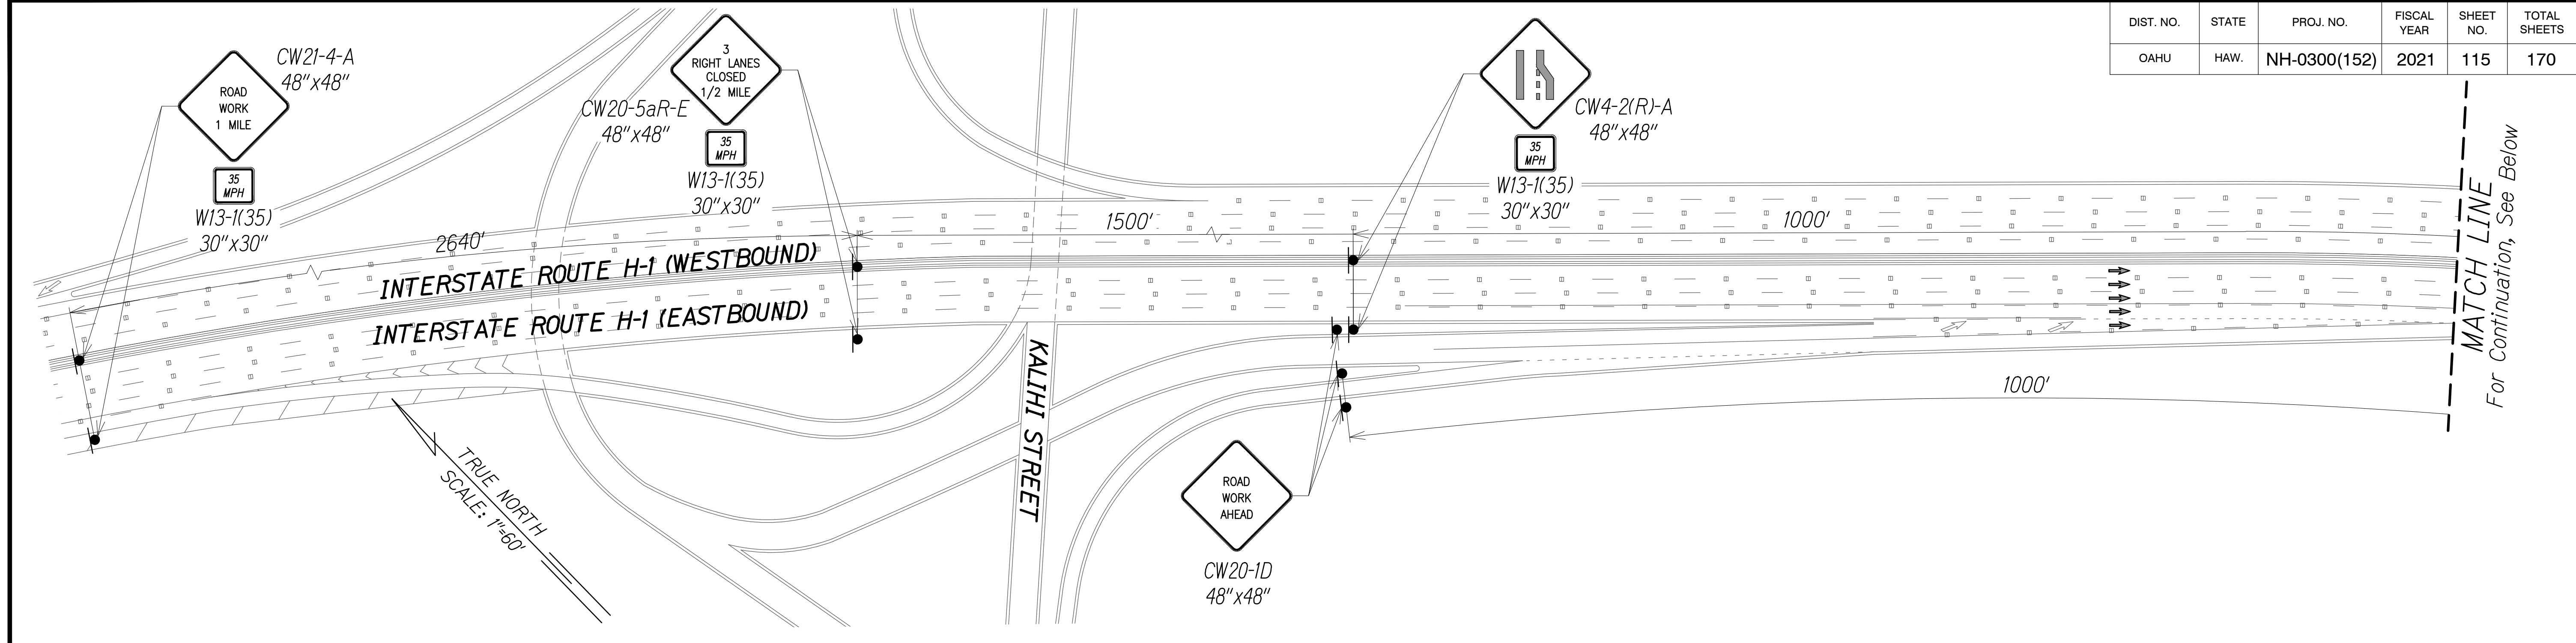 DIST. NO.
STATE
PROJ. NO.
FISCAL YEAR
SHEET NO.
TOTAL SHEETS
OAHU
HAW.
NH-0300(152)
2021
115
170
ROAD
WORK
1 MILE
CW21-4-A
48"x48"
35
MPH
W13-1(35)
30"x30"
3
RIGHT LANES
CLOSED
1/2 MILE
CW20-5aR-E
48"x48"
35
MPH
W13-1(35)
30"x30"
CW4-2(R)-A
48"x48"
35
MPH
W13-1(35)
30"x30"
2640'
1500'
1000'
INTERSTATE ROUTE H-1 (WESTBOUND)
INTERSTATE ROUTE H-1 (EASTBOUND)
KALIHI STREET
TRUE NORTH
SCALE: 1"=60'
ROAD
WORK
AHEAD
CW20-1D
48"x48"
1000'
MATCH LINE
For Continuation, See Below